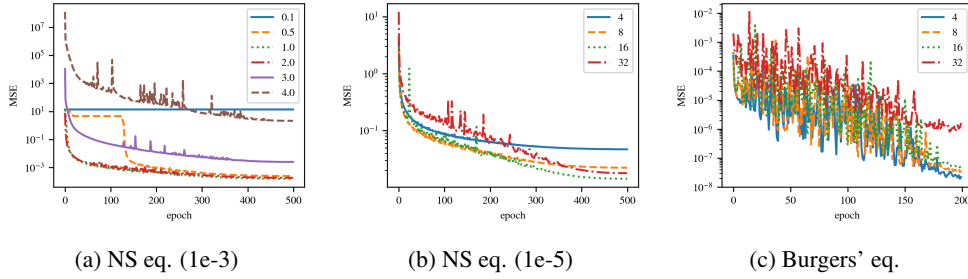 10^7
10^5
10^3
10^1
10^-1
10^-3
MSE
0 100 200 300 400 500
epoch
0.1
0.5
1.0
2.0
3.0
4.0
(a) NS eq. (1e-3)
10^1
10^0
10^-1
MSE
0 100 200 300 400 500
epoch
4
8
16
32
(b) NS eq. (1e-5)
10^-2
10^-3
10^-4
10^-5
10^-6
10^-7
10^-8
MSE
0 50 100 150 200
epoch
4
8
16
32
(c) Burgers' eq.